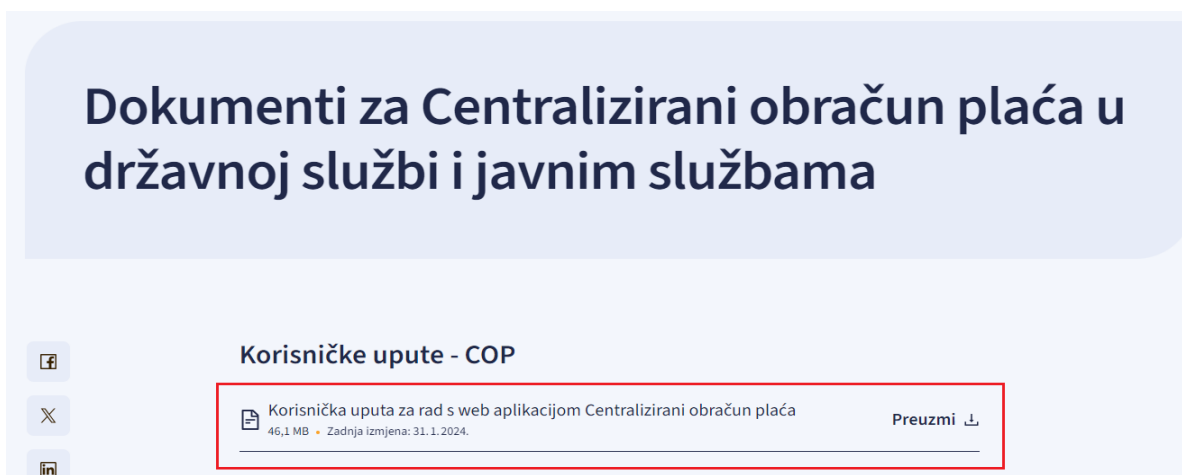 Dokumenti za Centralizirani obračun plaća u
državnoj službi i javnim službama
Korisničke upute - COP
Korisnička uputa za rad s web aplikacijom Centralizirani obračun plaća
46,1 MB • Zadnja izmjena: 31.1.2024.
Preuzmi